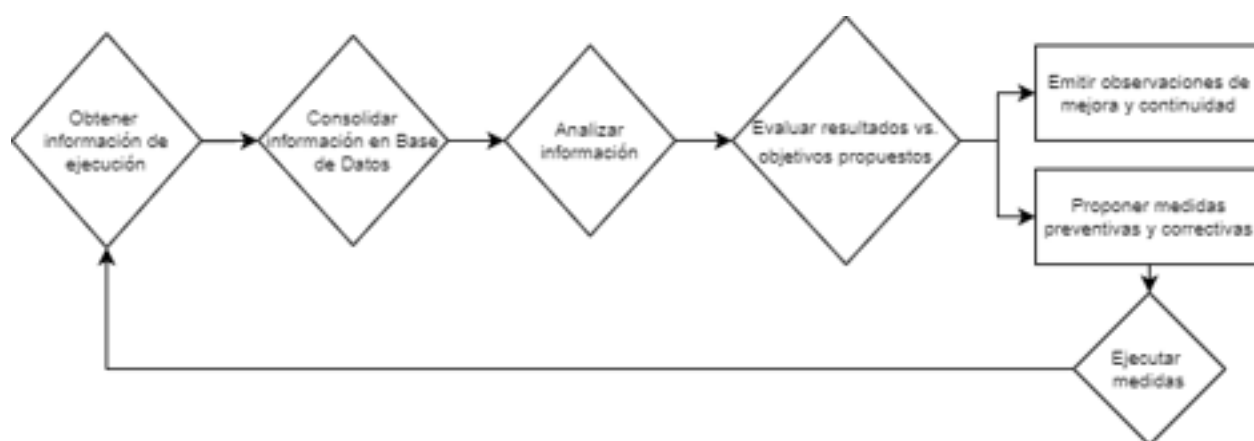 Obtener
información de
ejecución
Consolidar
información en Base
de Datos
Analizar
información
Evaluar resultados vs.
objetivos propuestos
Emitir observaciones de
mejora y continuidad
Proponer medidas
preventivas y correctivas
Ejecutar
medidas